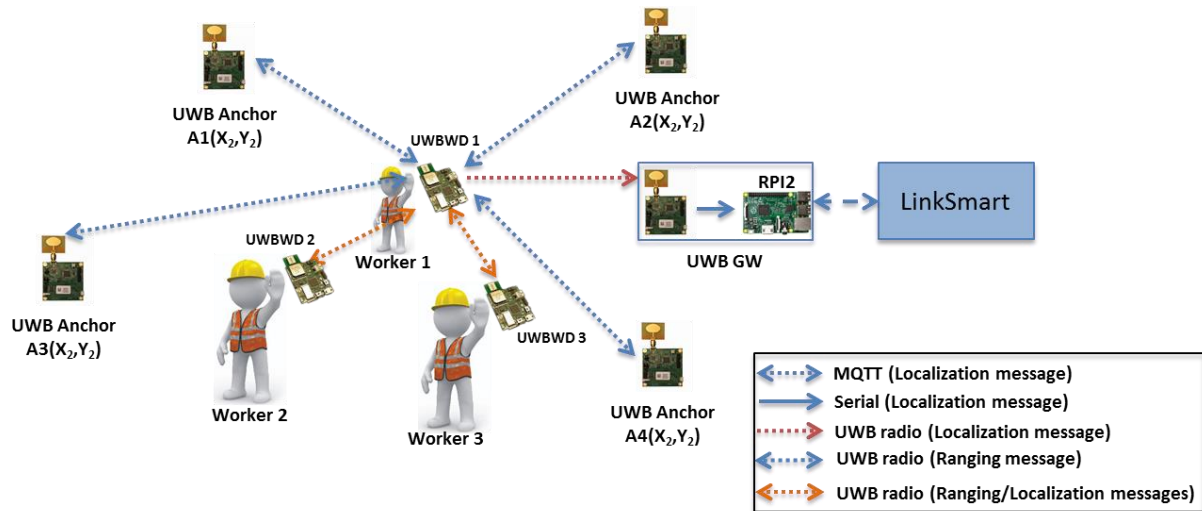 UWB Anchor
A1(X₂,Y₂)
UWB Anchor
A2(X₂,Y₂)
UWBWD 1
RPI2
LinkSmart
UWB GW
UWBWD 2
Worker 1
UWB Anchor
A3(X₂,Y₂)
UWBWD 3
Worker 2
Worker 3
UWB Anchor
A4(X₂,Y₂)
MQTT (Localization message)
Serial (Localization message)
UWB radio (Localization message)
UWB radio (Ranging message)
UWB radio (Ranging/Localization messages)